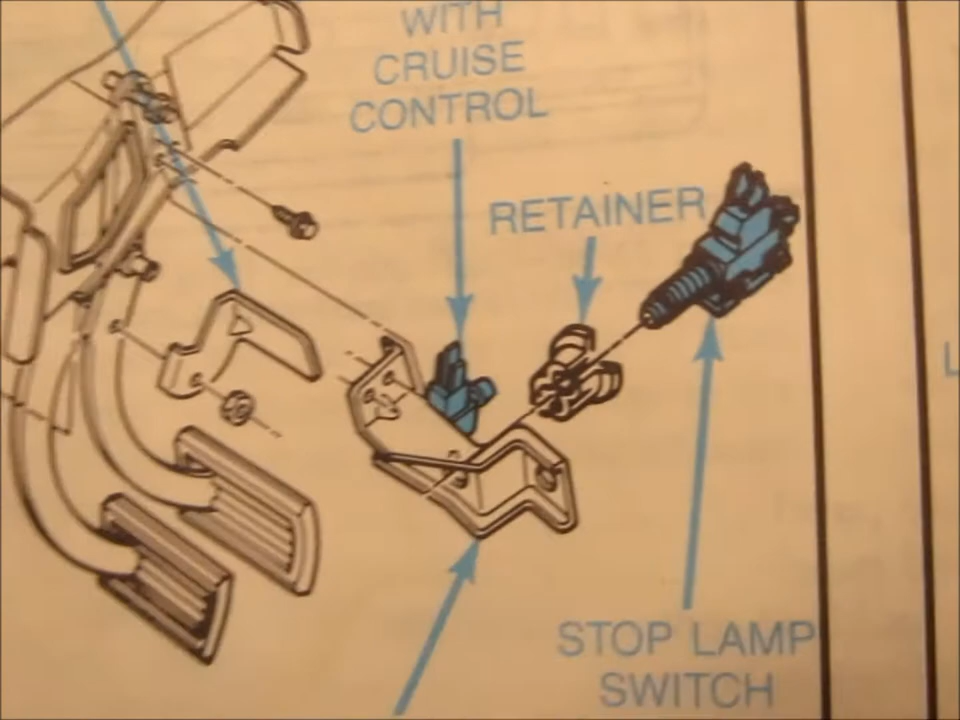 WITH
CRUISE
CONTROL
RETAINER
STOP LAMP
SWITCH